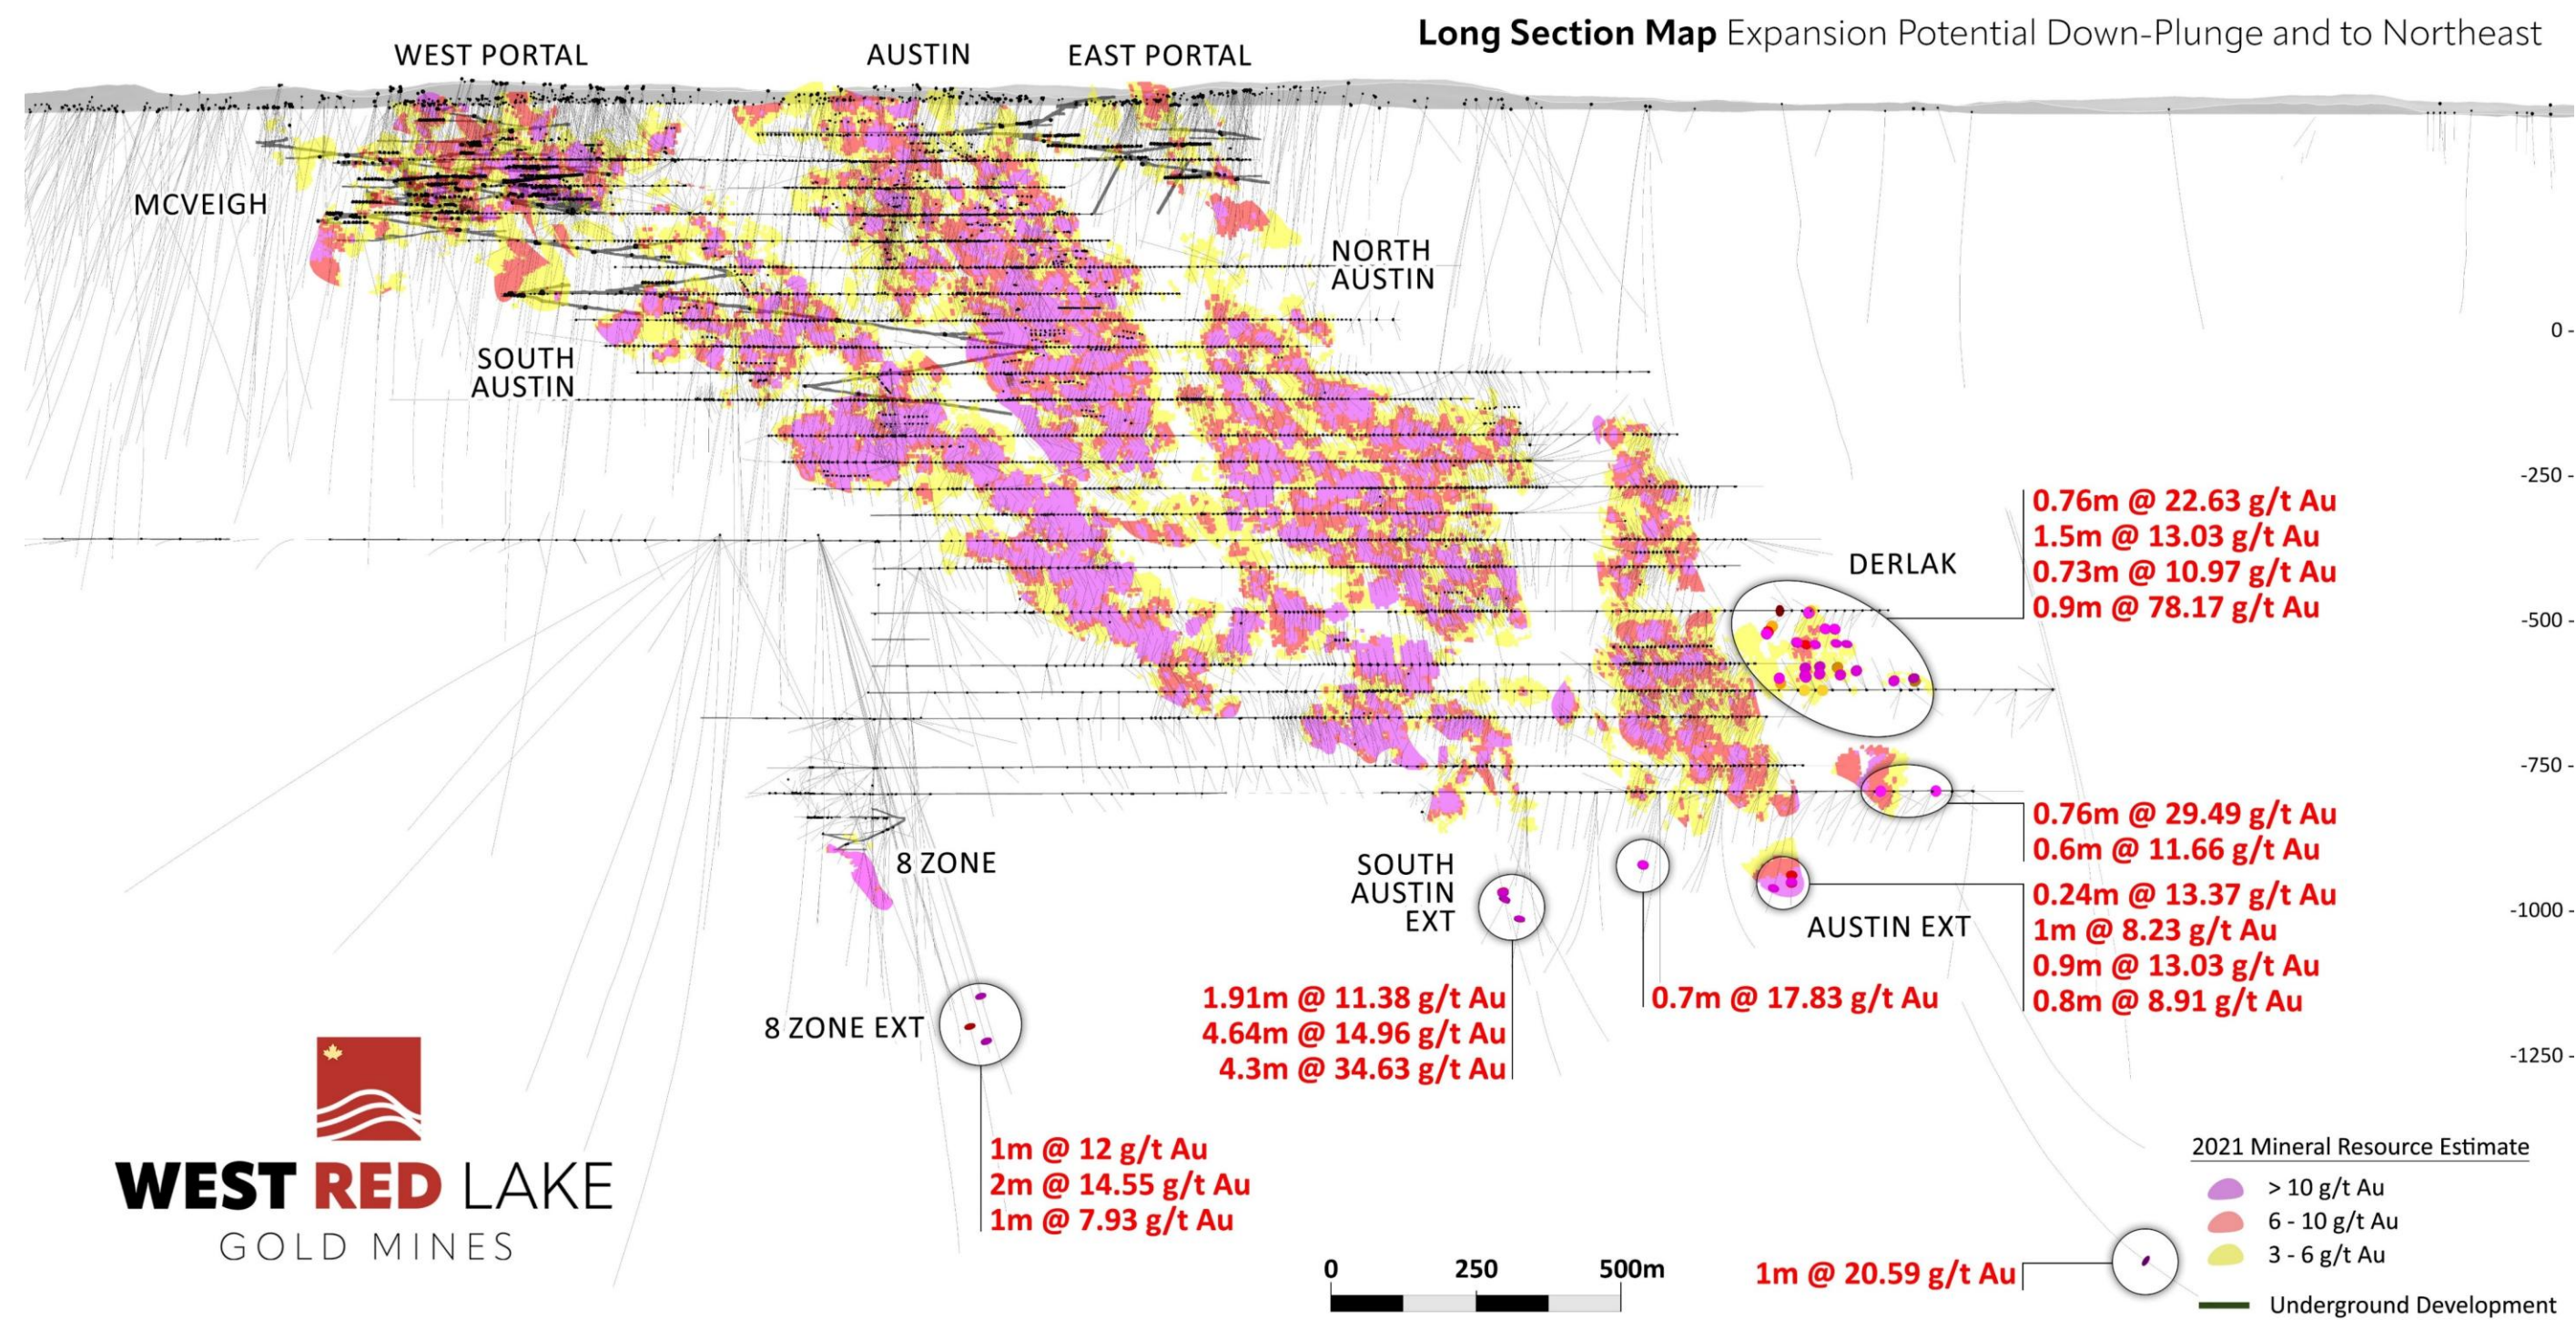 Long Section Map Expansion Potential Down-Plunge and to Northeast
WEST PORTAL
AUSTIN
EAST PORTAL
MCVEIGH
NORTH
AUSTIN
SOUTH
AUSTIN
0 -
-250 -
-500 -
-750 -
-1000 -
-1250 -
0.76m @ 22.63 g/t Au
1.5m @ 13.03 g/t Au
0.73m @ 10.97 g/t Au
0.9m @ 78.17 g/t Au
DERLAK
0.76m @ 29.49 g/t Au
0.6m @ 11.66 g/t Au
0.24m @ 13.37 g/t Au
1m @ 8.23 g/t Au
0.9m @ 13.03 g/t Au
0.8m @ 8.91 g/t Au
8 ZONE
SOUTH
AUSTIN
EXT
AUSTIN EXT
1.91m @ 11.38 g/t Au
4.64m @ 14.96 g/t Au
4.3m @ 34.63 g/t Au
0.7m @ 17.83 g/t Au
8 ZONE EXT
1m @ 12 g/t Au
2m @ 14.55 g/t Au
1m @ 7.93 g/t Au
WEST RED LAKE
GOLD MINES
0 250 500m
1m @ 20.59 g/t Au
2021 Mineral Resource Estimate
> 10 g/t Au
6 - 10 g/t Au
3 - 6 g/t Au
Underground Development